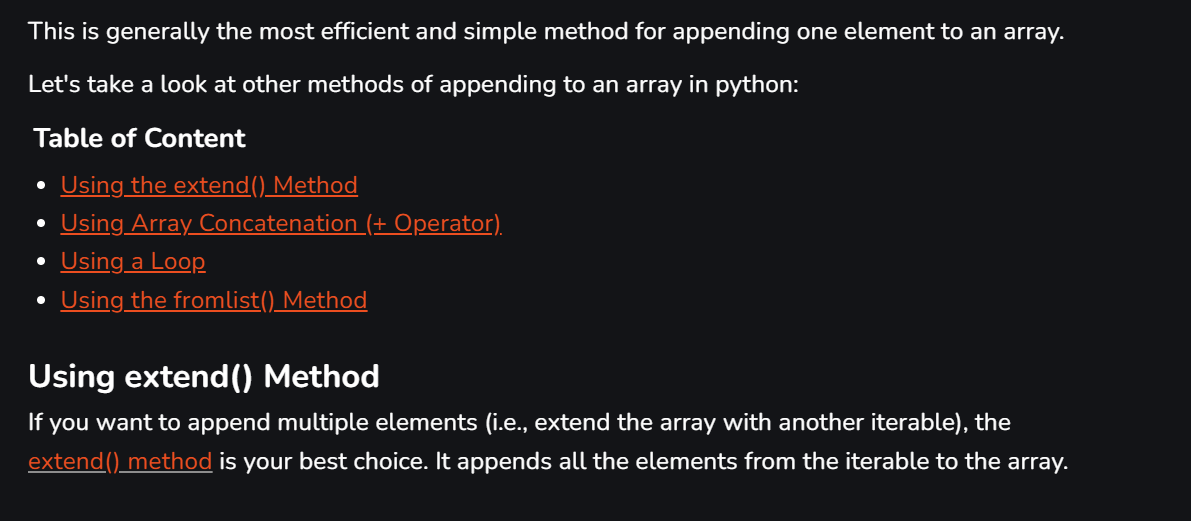 This is generally the most efficient and simple method for appending one element to an array.
Let's take a look at other methods of appending to an array in python:
Table of Content
Using the extend() Method
Using Array Concatenation (+ Operator)
Using a Loop
Using the fromlist() Method
Using extend() Method
If you want to append multiple elements (i.e., extend the array with another iterable), the
extend() method is your best choice. It appends all the elements from the iterable to the array.